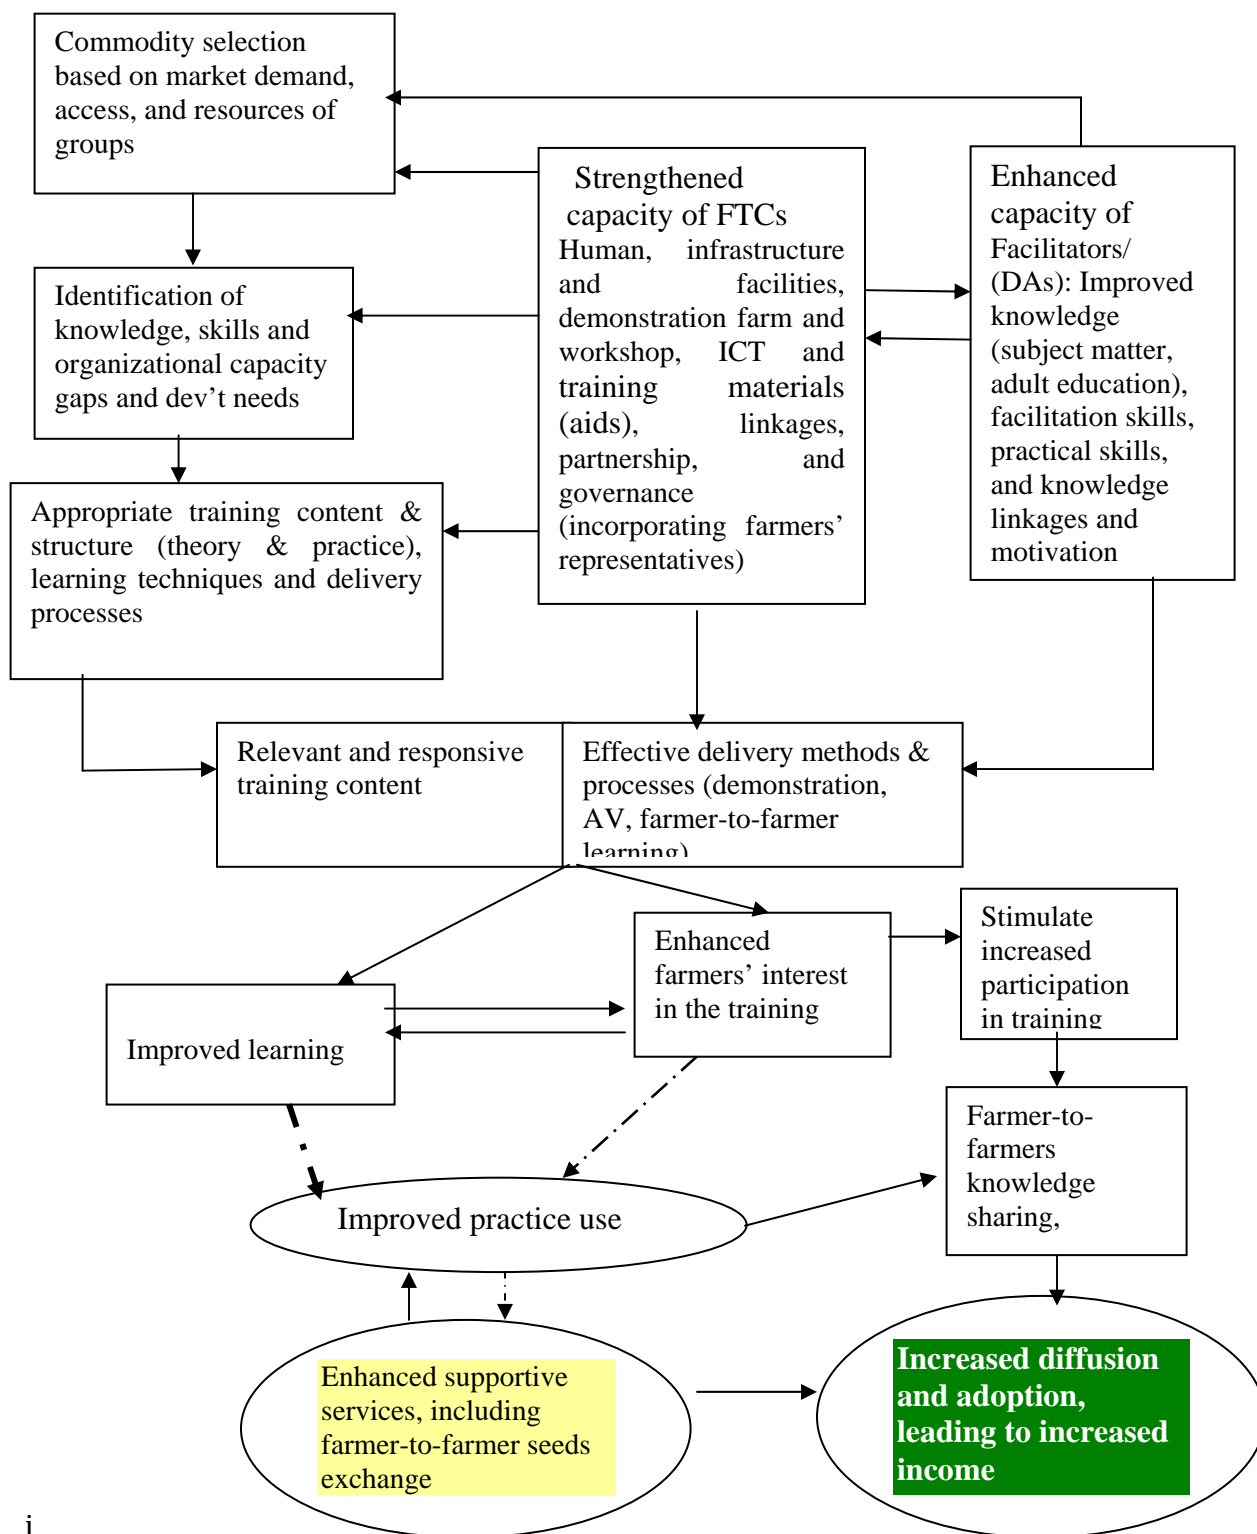 Commodity selection
based on market demand,
access, and resources of
groups
Strengthened
capacity of FTCs
Human, infrastructure
and facilities,
demonstration farm and
workshop, ICT and
training materials
(aids), linkages,
partnership, and
governance
(incorporating farmers’
representatives)
Enhanced
capacity of
Facilitators/
(DAs): Improved
knowledge
(subject matter,
adult education),
facilitation skills,
practical skills,
and knowledge
linkages and
motivation
Identification of
knowledge, skills and
organizational capacity
gaps and dev’t needs
Appropriate training content &
structure (theory & practice),
learning techniques and delivery
processes
Relevant and responsive
training content
Effective delivery methods &
processes (demonstration,
AV, farmer-to-farmer
learning)
Enhanced
farmers’ interest
in the training
Stimulate
increased
participation
in training
Improved learning
Farmer-to-
farmers
knowledge
sharing,
Improved practice use
Enhanced supportive
services, including
farmer-to-farmer seeds
exchange
Increased diffusion
and adoption,
leading to increased
income
i